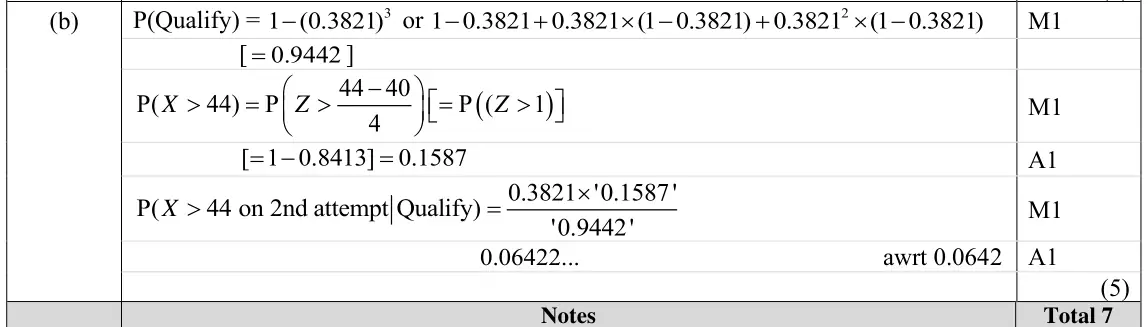 (b) P(Qualify) = 1−(0.3821)³ or 1−0.3821+0.3821×(1−0.3821)+0.3821²×(1−0.3821) M1
[=0.9442]
P(X > 44) = P(Z > (44−40)/4) [= P((Z > 1)] M1
[=1−0.8413]=0.1587 A1
P(X > 44 on 2nd attempt|Qualify) = (0.3821×'0.1587')/'0.9442' M1
0.06422... awrt 0.0642 A1
(5)
Notes Total 7